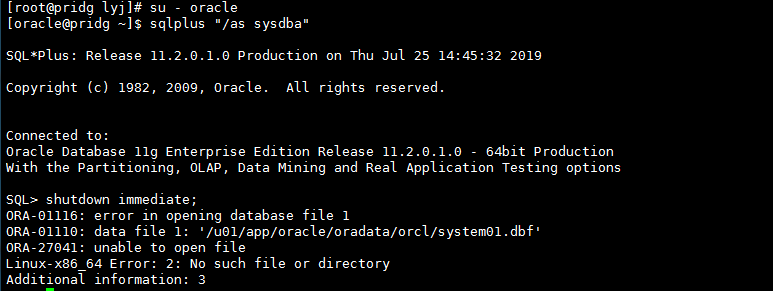 [root@pridg lyj]# su - oracle
[oracle@pridg ~]$ sqlplus "/as sysdba"
SQL*Plus: Release 11.2.0.1.0 Production on Thu Jul 25 14:45:32 2019
Copyright (c) 1982, 2009, Oracle.  All rights reserved.
Connected to:
Oracle Database 11g Enterprise Edition Release 11.2.0.1.0 - 64bit Production
With the Partitioning, OLAP, Data Mining and Real Application Testing options
SQL> shutdown immediate;
ORA-01116: error in opening database file 1
ORA-01110: data file 1: '/u01/app/oracle/oradata/orcl/system01.dbf'
ORA-27041: unable to open file
Linux-x86_64 Error: 2: No such file or directory
Additional information: 3